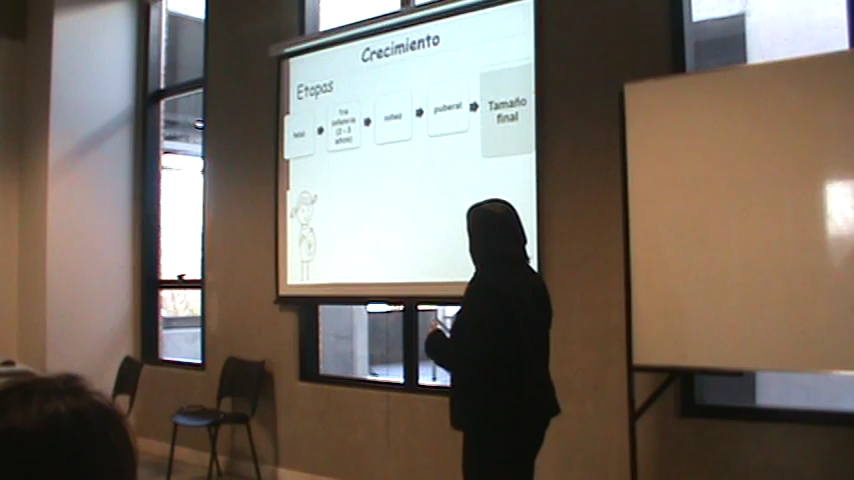 Crecimiento
Etapas
fetal
1ra
infancia
(2 - 3
años)
niñez
puberal
Tamaño
final